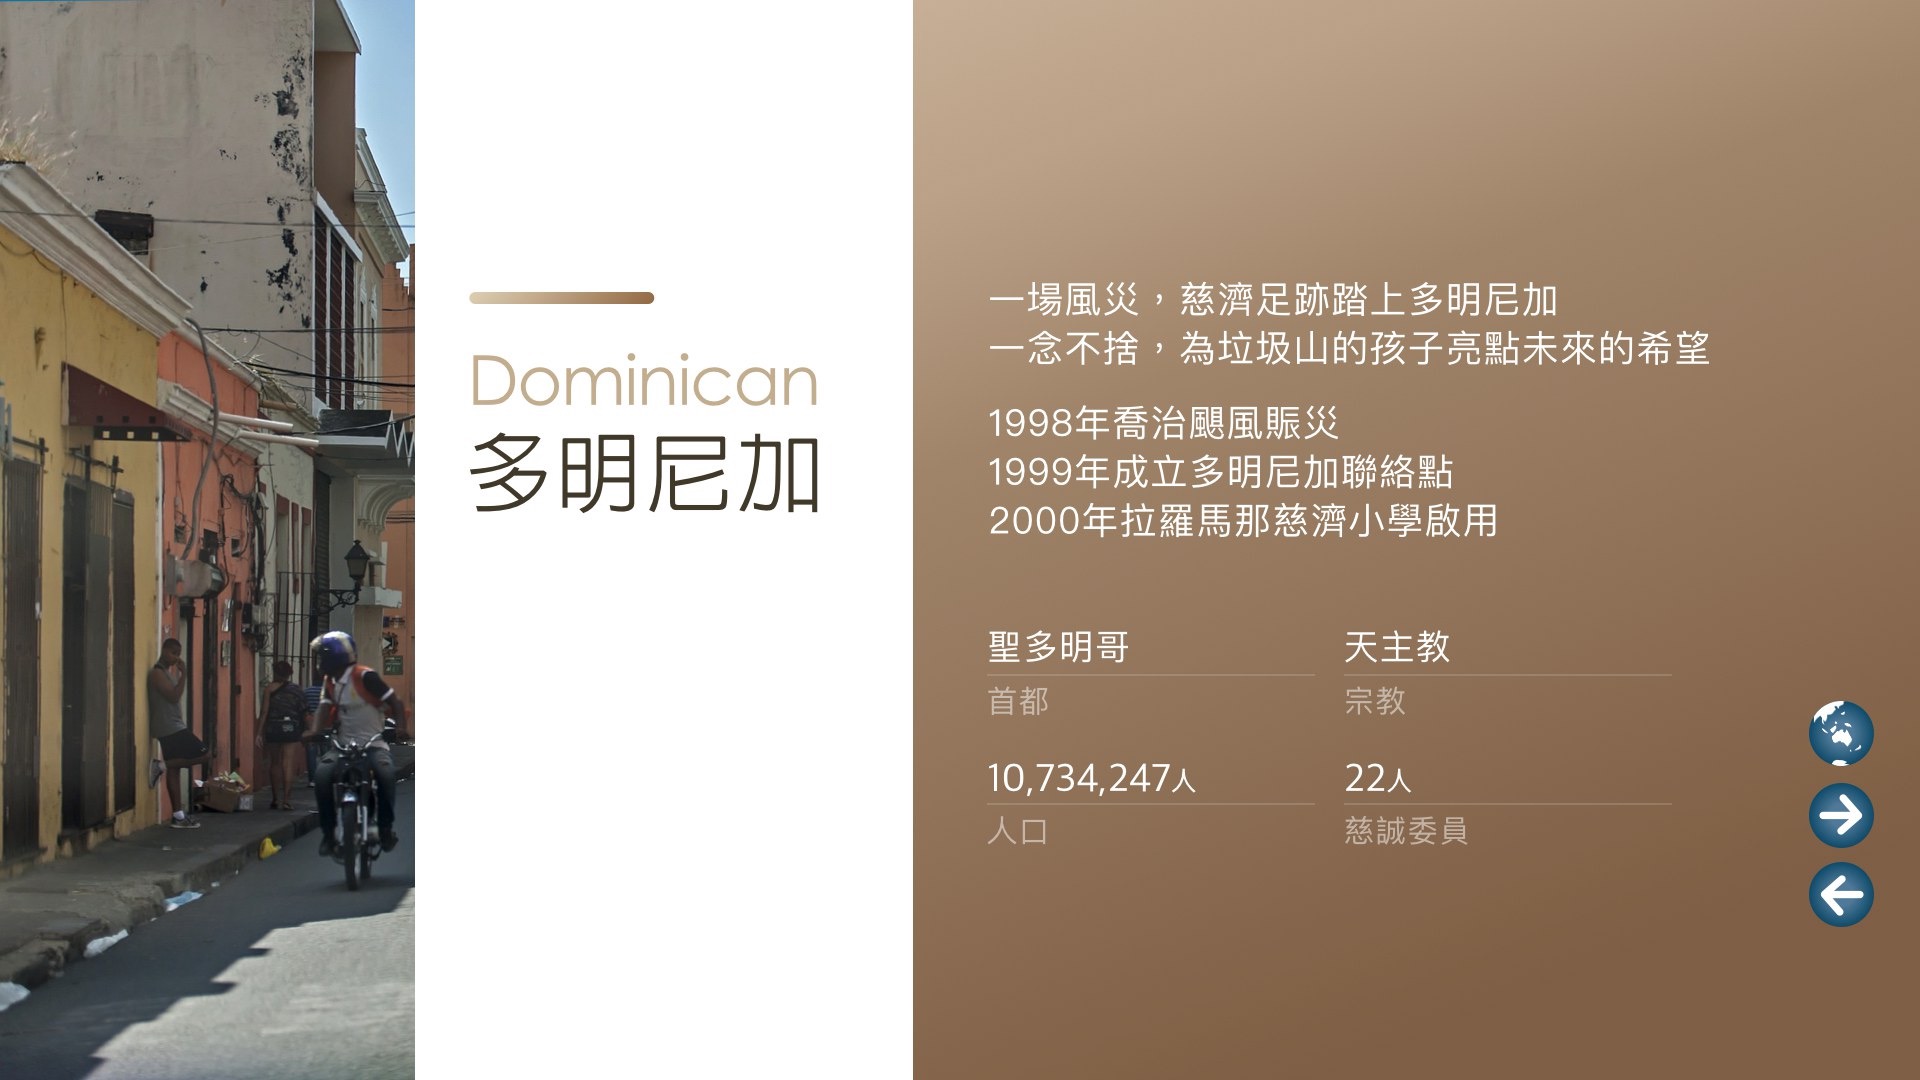 Dominican
多明尼加
一場風災，慈濟足跡踏上多明尼加
一念不捨，為垃圾山的孩子亮點未來的希望
1998年喬治颶風賑災
1999年成立多明尼加聯絡點
2000年拉羅馬那慈濟小學啟用
聖多明哥
首都
天主教
宗教
10,734,247人
人口
22人
慈誠委員